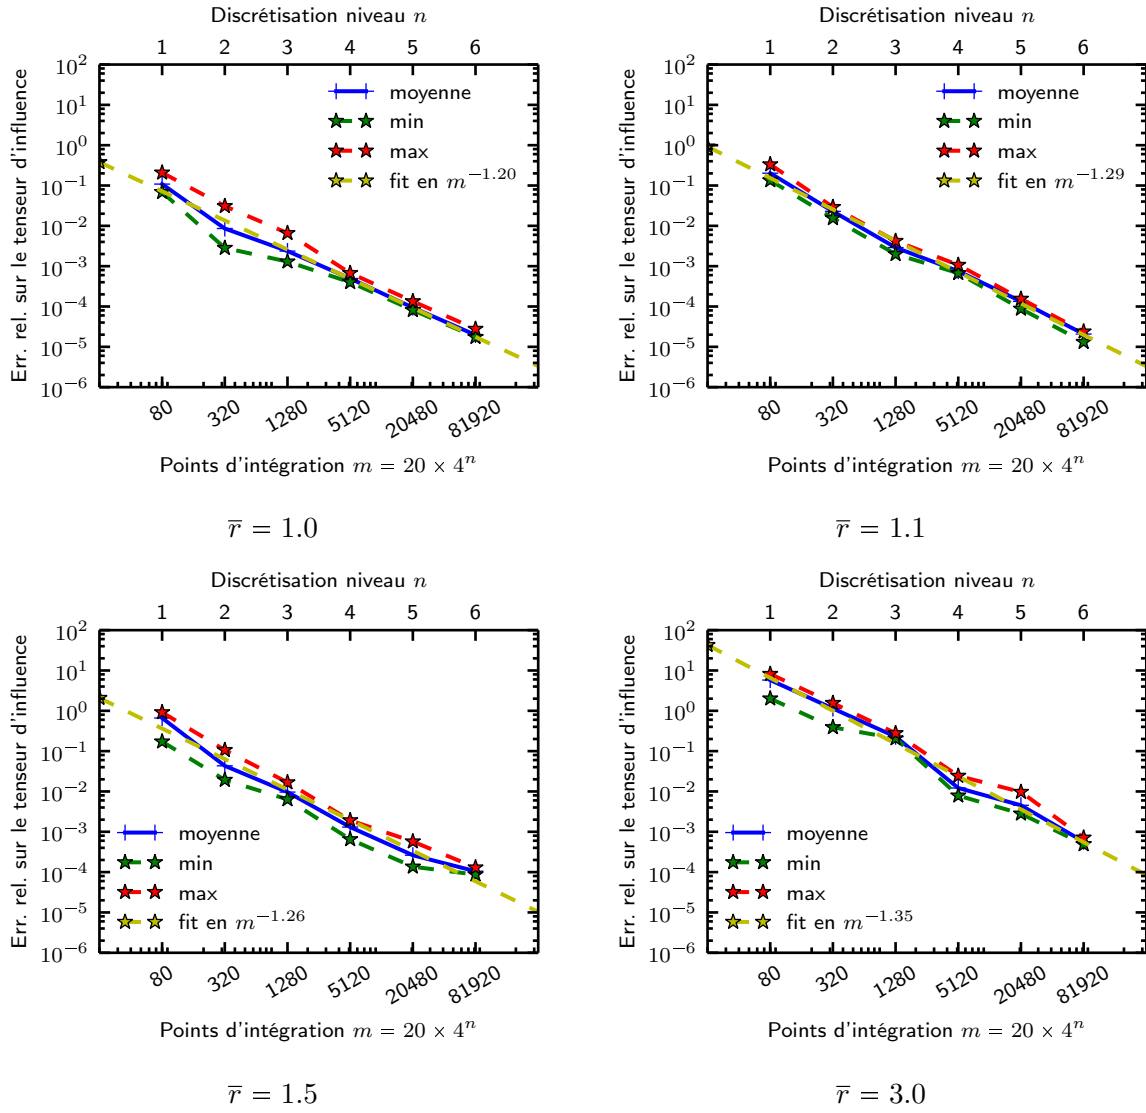 Discrétisation niveau n
1 2 3 4 5 6
Err. rel. sur le tenseur d'influence
10^2
10^1
10^0
10^−1
10^−2
10^−3
10^−4
10^−5
10^−6
moyenne
min
max
fit en m^−1.20
80 320 1280 5120 20480 81920
Points d'intégration m = 20 × 4^n
r̅ = 1.0
Discrétisation niveau n
1 2 3 4 5 6
Err. rel. sur le tenseur d'influence
10^2
10^1
10^0
10^−1
10^−2
10^−3
10^−4
10^−5
10^−6
moyenne
min
max
fit en m^−1.29
80 320 1280 5120 20480 81920
Points d'intégration m = 20 × 4^n
r̅ = 1.1
Discrétisation niveau n
1 2 3 4 5 6
Err. rel. sur le tenseur d'influence
10^2
10^1
10^0
10^−1
10^−2
10^−3
10^−4
10^−5
10^−6
moyenne
min
max
fit en m^−1.26
80 320 1280 5120 20480 81920
Points d'intégration m = 20 × 4^n
r̅ = 1.5
Discrétisation niveau n
1 2 3 4 5 6
Err. rel. sur le tenseur d'influence
10^2
10^1
10^0
10^−1
10^−2
10^−3
10^−4
10^−5
10^−6
moyenne
min
max
fit en m^−1.35
80 320 1280 5120 20480 81920
Points d'intégration m = 20 × 4^n
r̅ = 3.0